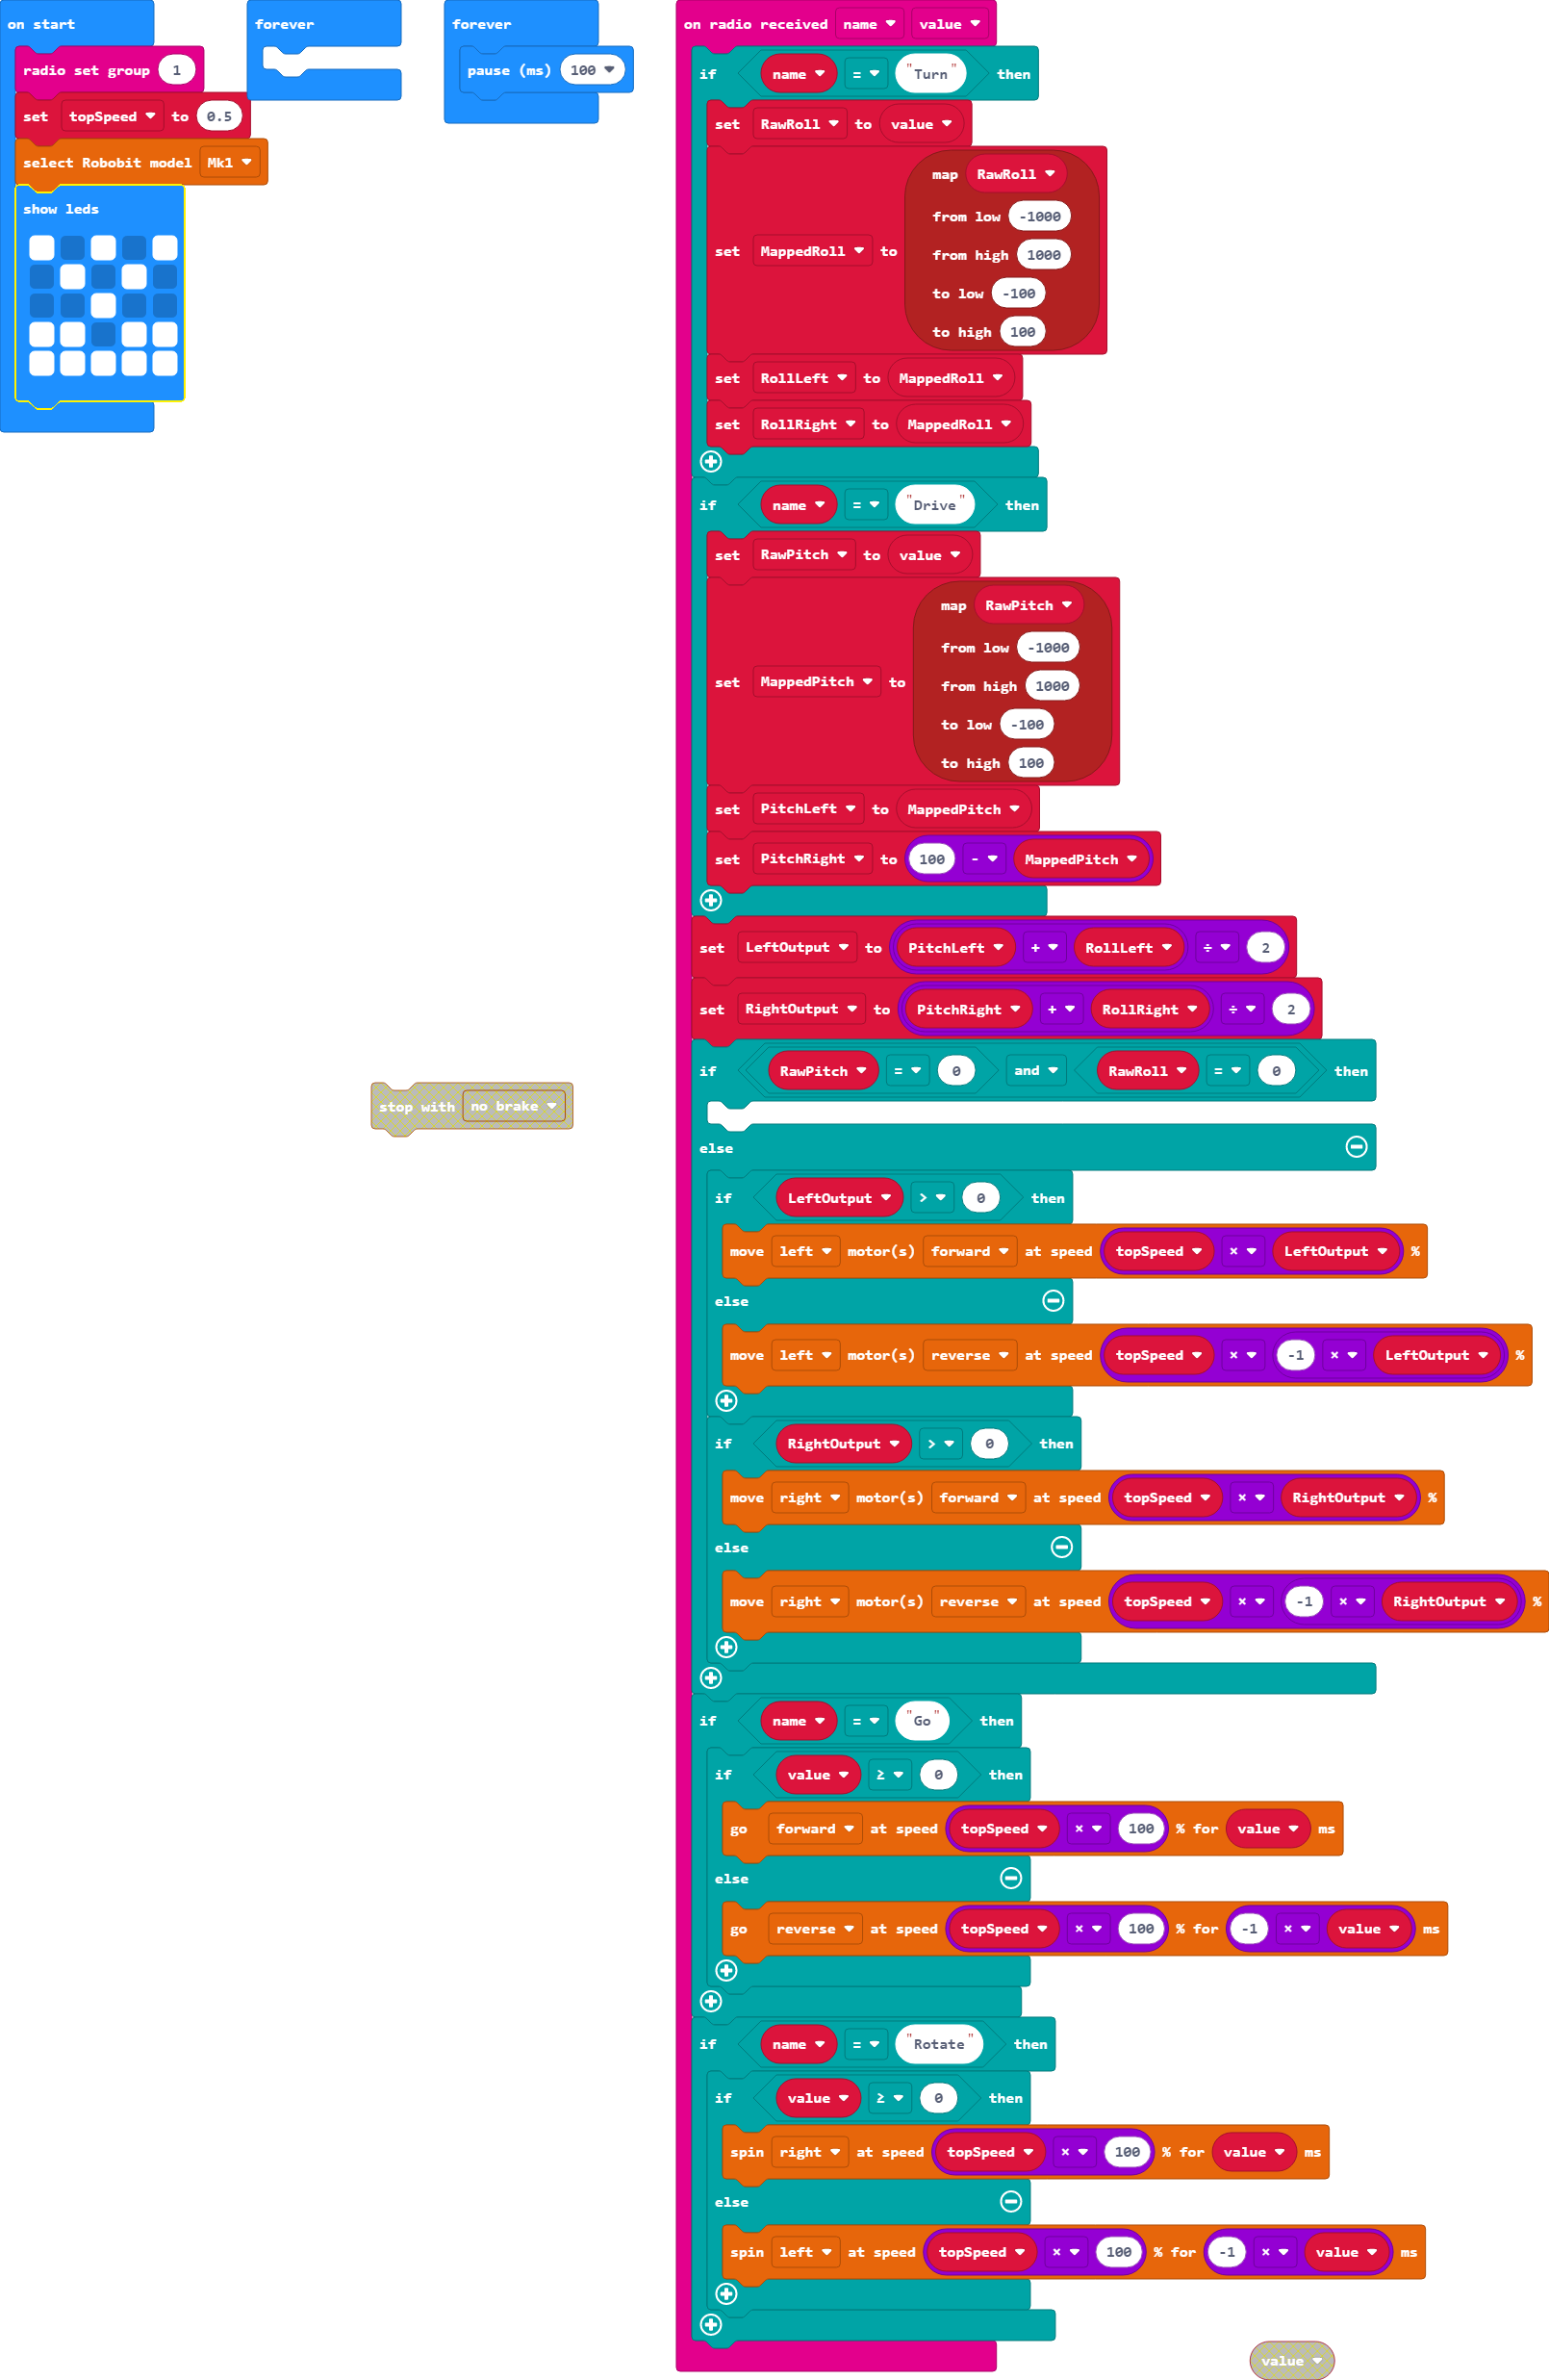 on start
radio set group 1
set topSpeed to 0.5
select Robobit model Mk1
show leds
forever
forever
pause (ms) 100
stop with no brake
on radio received name value
if name = "Turn" then
set RawRoll to value
set MappedRoll to
map RawRoll
from low -1000
from high 1000
to low -100
to high 100
set RollLeft to MappedRoll
set RollRight to MappedRoll
if name = "Drive" then
set RawPitch to value
set MappedPitch to
map RawPitch
from low -1000
from high 1000
to low -100
to high 100
set PitchLeft to MappedPitch
set PitchRight to 100 - MappedPitch
set LeftOutput to PitchLeft + RollLeft ÷ 2
set RightOutput to PitchRight + RollRight ÷ 2
if RawPitch = 0 and RawRoll = 0 then
else
if LeftOutput > 0 then
move left motor(s) forward at speed topSpeed × LeftOutput %
else
move left motor(s) reverse at speed topSpeed × -1 × LeftOutput %
if RightOutput > 0 then
move right motor(s) forward at speed topSpeed × RightOutput %
else
move right motor(s) reverse at speed topSpeed × -1 × RightOutput %
if name = "Go" then
if value ≥ 0 then
go forward at speed topSpeed × 100 % for value ms
else
go reverse at speed topSpeed × 100 % for -1 × value ms
if name = "Rotate" then
if value ≥ 0 then
spin right at speed topSpeed × 100 % for value ms
else
spin left at speed topSpeed × 100 % for -1 × value ms
value